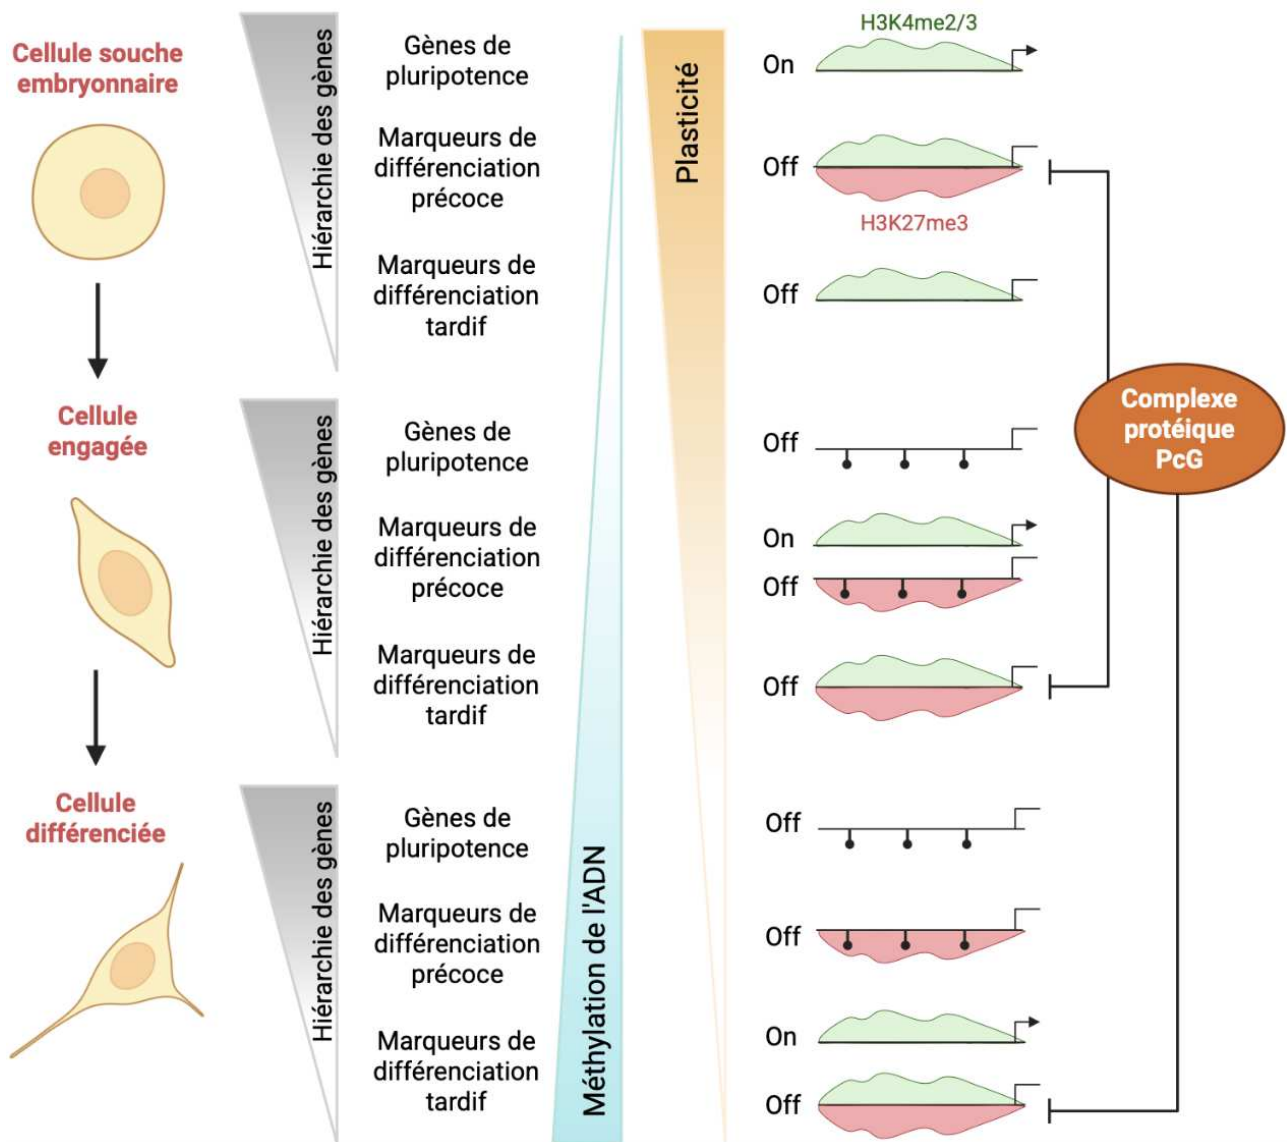 Cellule souche
embryonnaire
Hiérarchie des gènes
Gènes de
pluripotence
Marqueurs de
différenciation
précoce
Marqueurs de
différenciation
tardif
Plasticité
H3K4me2/3
On
Off
H3K27me3
Off
Complexe
protéique
PcG
Cellule
engagée
Hiérarchie des gènes
Gènes de
pluripotence
Marqueurs de
différenciation
précoce
Marqueurs de
différenciation
tardif
Off
On
Off
Off
Cellule
différenciée
Hiérarchie des gènes
Gènes de
pluripotence
Marqueurs de
différenciation
précoce
Marqueurs de
différenciation
tardif
Méthylation de l'ADN
Off
Off
On
Off